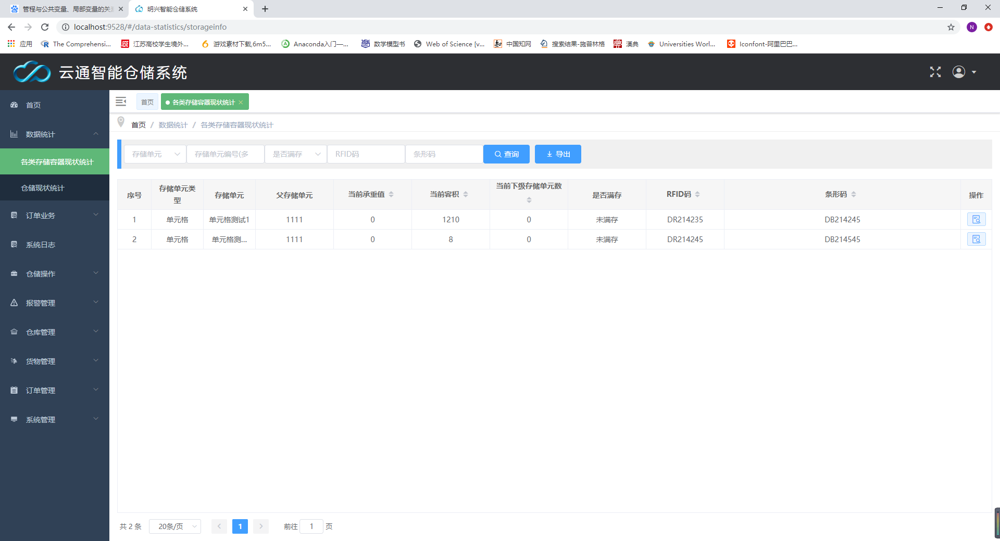 管程与公共变量、局部变量的关系
明兴智能仓储系统
localhost:9528/#/data-statistics/storageinfo
N
应用
The Comprehensi...
江苏高校学生境外...
游戏素材下载,6m5...
Anaconda入门—...
数学模型书
Web of Science [v...
中国知网
搜索结果-施普林格
漢典
Universities Worl...
Iconfont-阿里巴巴...
云通智能仓储系统
首页
数据统计
各类存储容器现状统计
仓储现状统计
订单业务
系统日志
仓储操作
报警管理
仓库管理
货物管理
订单管理
系统管理
首页
各类存储容器现状统计
首页 / 数据统计 / 各类存储容器现状统计
存储单元 存储单元编号(多 是否满存 RFID码 条形码 查询 导出
序号 存储单元类型 存储单元 父存储单元 当前承重值 当前容积 当前下级存储单元数 是否满存 RFID码 条形码 操作
1 单元格 单元格测试1 1111 0 1210 0 未满存 DR214235 DB214245
2 单元格 单元格测... 1111 0 8 0 未满存 DR214245 DB214545
共 2 条 20条/页 1 前往 1 页